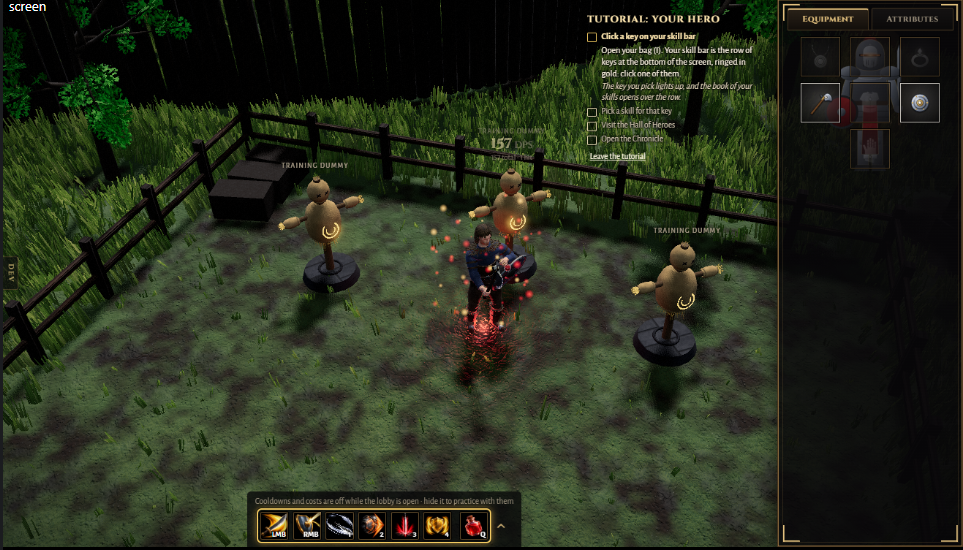 screen
TUTORIAL: YOUR HERO
Click a key on your skill bar
Open your bag (I). Your skill bar is the row of
keys at the bottom of the screen, ringed in
gold: click one of them.
The key you pick lights up, and the book of your
skills opens over the row.
Pick a skill for that key
Visit the Hall of Heroes
Open the Chronicle
Leave the tutorial
EQUIPMENT
ATTRIBUTES
TRAINING DUMMY
157 DPS
TRAINING DUMMY
TRAINING DUMMY
DEV
Cooldowns and costs are off while the lobby is open - hide it to practice with them
LMB
RMB
1
2
3
4
Q